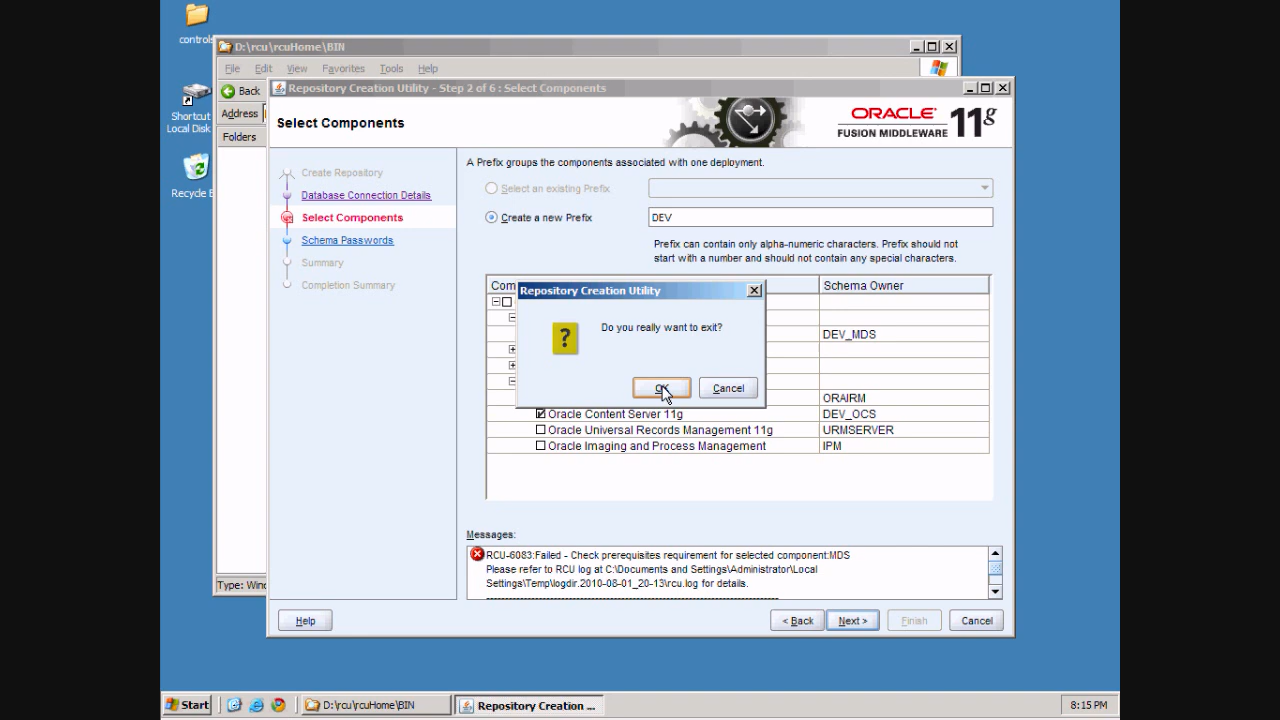 controls
D:\rcu\rcuHome\BIN
File Edit View Favorites Tools Help
Back
Repository Creation Utility - Step 2 of 6 : Select Components
Address
Shortcut
Local Disk
Folders
Select Components
ORACLE
FUSION MIDDLEWARE 11g
A Prefix groups the components associated with one deployment.
Create Repository
Select an existing Prefix
Database Connection Details
Recycle B
Select Components
Create a new Prefix DEV
Schema Passwords
Prefix can contain only alpha-numeric characters. Prefix should not
start with a number and should not contain any special characters.
Summary
Completion Summary
Com Schema Owner
Repository Creation Utility
Do you really want to exit?
DEV_MDS
OK Cancel
ORAIRM
Oracle Content Server 11g DEV_OCS
Oracle Universal Records Management 11g URMSERVER
Oracle Imaging and Process Management IPM
Messages:
RCU-6083:Failed - Check prerequisites requirement for selected component:MDS
Please refer to RCU log at C:\Documents and Settings\Administrator\Local
Settings\Temp\logdir.2010-08-01_20-13\rcu.log for details.
Type: Wind
Help < Back Next > Finish Cancel
Start D:\rcu\rcuHome\BIN Repository Creation ... 8:15 PM